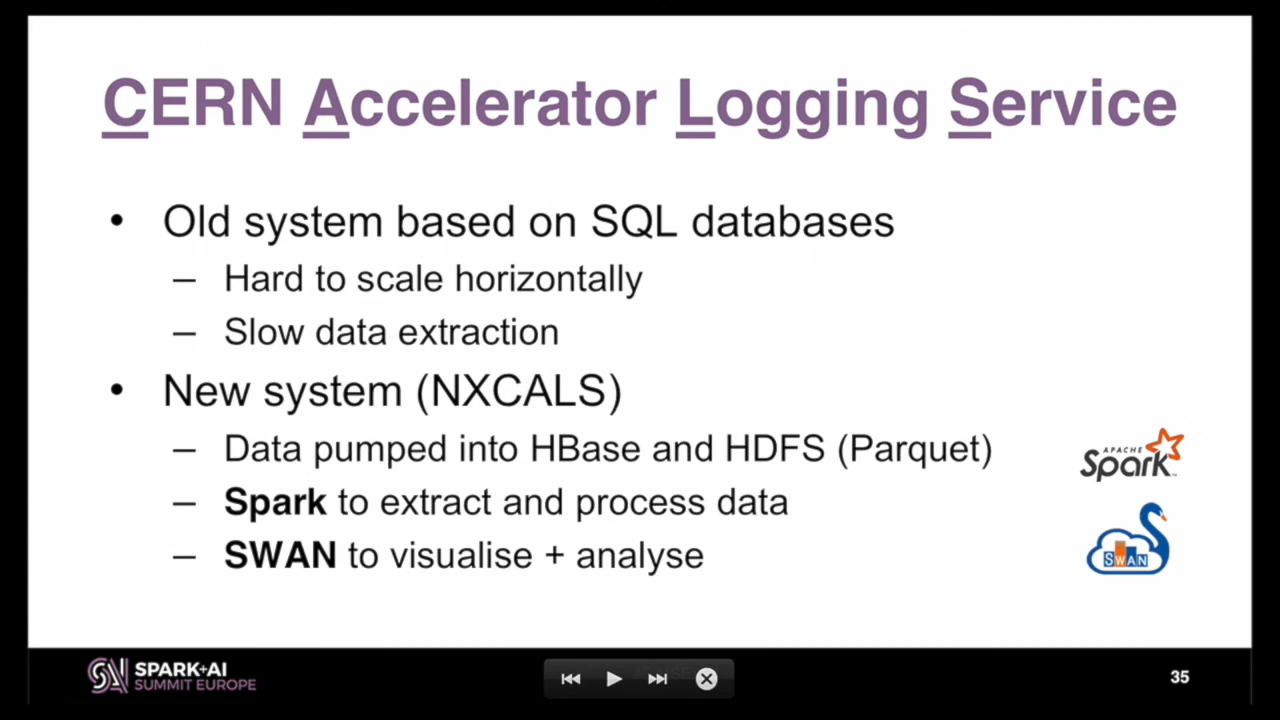 CERN Accelerator Logging Service
• Old system based on SQL databases
– Hard to scale horizontally
– Slow data extraction
• New system (NXCALS)
– Data pumped into HBase and HDFS (Parquet)
– Spark to extract and process data
– SWAN to visualise + analyse
APACHE
Spark™
SWAN
SPARK+AI
SUMMIT EUROPE
35